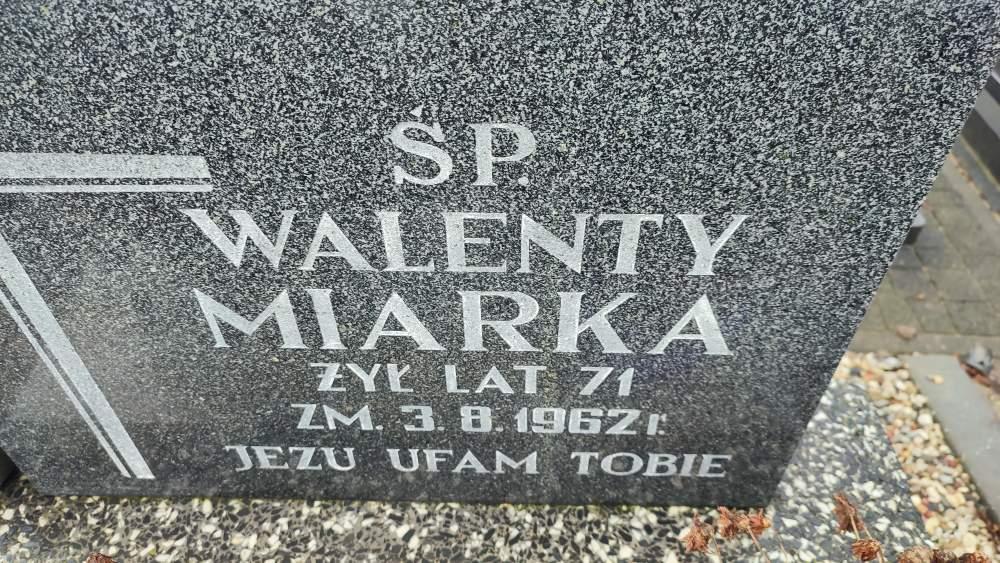 ŚP.
WALENTY
MIARKA
ŻYŁ LAT 71
ZM. 3.8.1962 r.
JEZU UFAM TOBIE